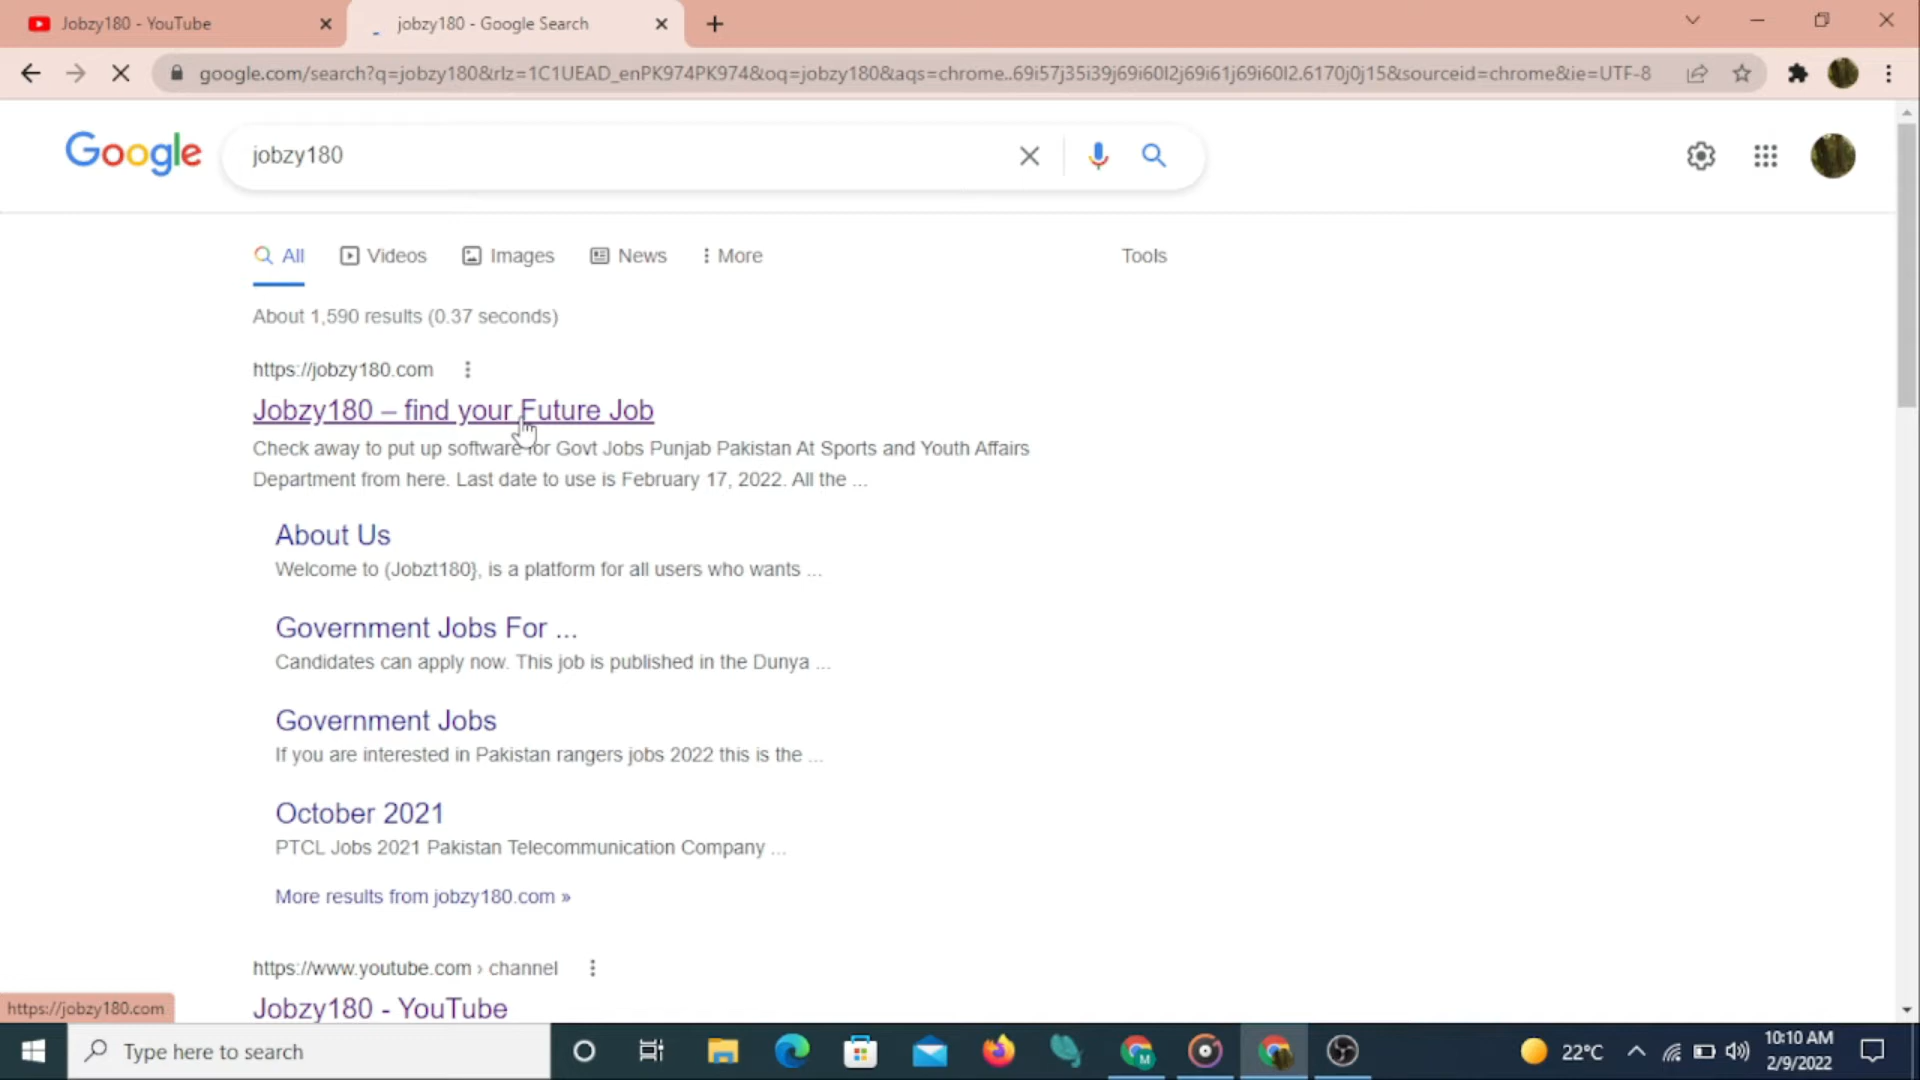 Jobzy180 - YouTube
jobzy180 - Google Search
google.com/search?q=jobzy180&rlz=1C1UEAD_enPK974PK974&oq=jobzy180&aqs=chrome..69i57j35i39j69i60l2j69i61j69i60l2.6170j0j15&sourceid=chrome&ie=UTF-8
Google
jobzy180
All
Videos
Images
News
More
Tools
About 1,590 results (0.37 seconds)
https://jobzy180.com
Jobzy180 – find your Future Job
Check away to put up software for Govt Jobs Punjab Pakistan At Sports and Youth Affairs
Department from here. Last date to use is February 17, 2022. All the ...
About Us
Welcome to (Jobzt180}, is a platform for all users who wants ...
Government Jobs For ...
Candidates can apply now. This job is published in the Dunya ...
Government Jobs
If you are interested in Pakistan rangers jobs 2022 this is the ...
October 2021
PTCL Jobs 2021 Pakistan Telecommunication Company ...
More results from jobzy180.com »
https://www.youtube.com › channel
Jobzy180 - YouTube
https://jobzy180.com
Type here to search
M
22°C
10:10 AM
2/9/2022